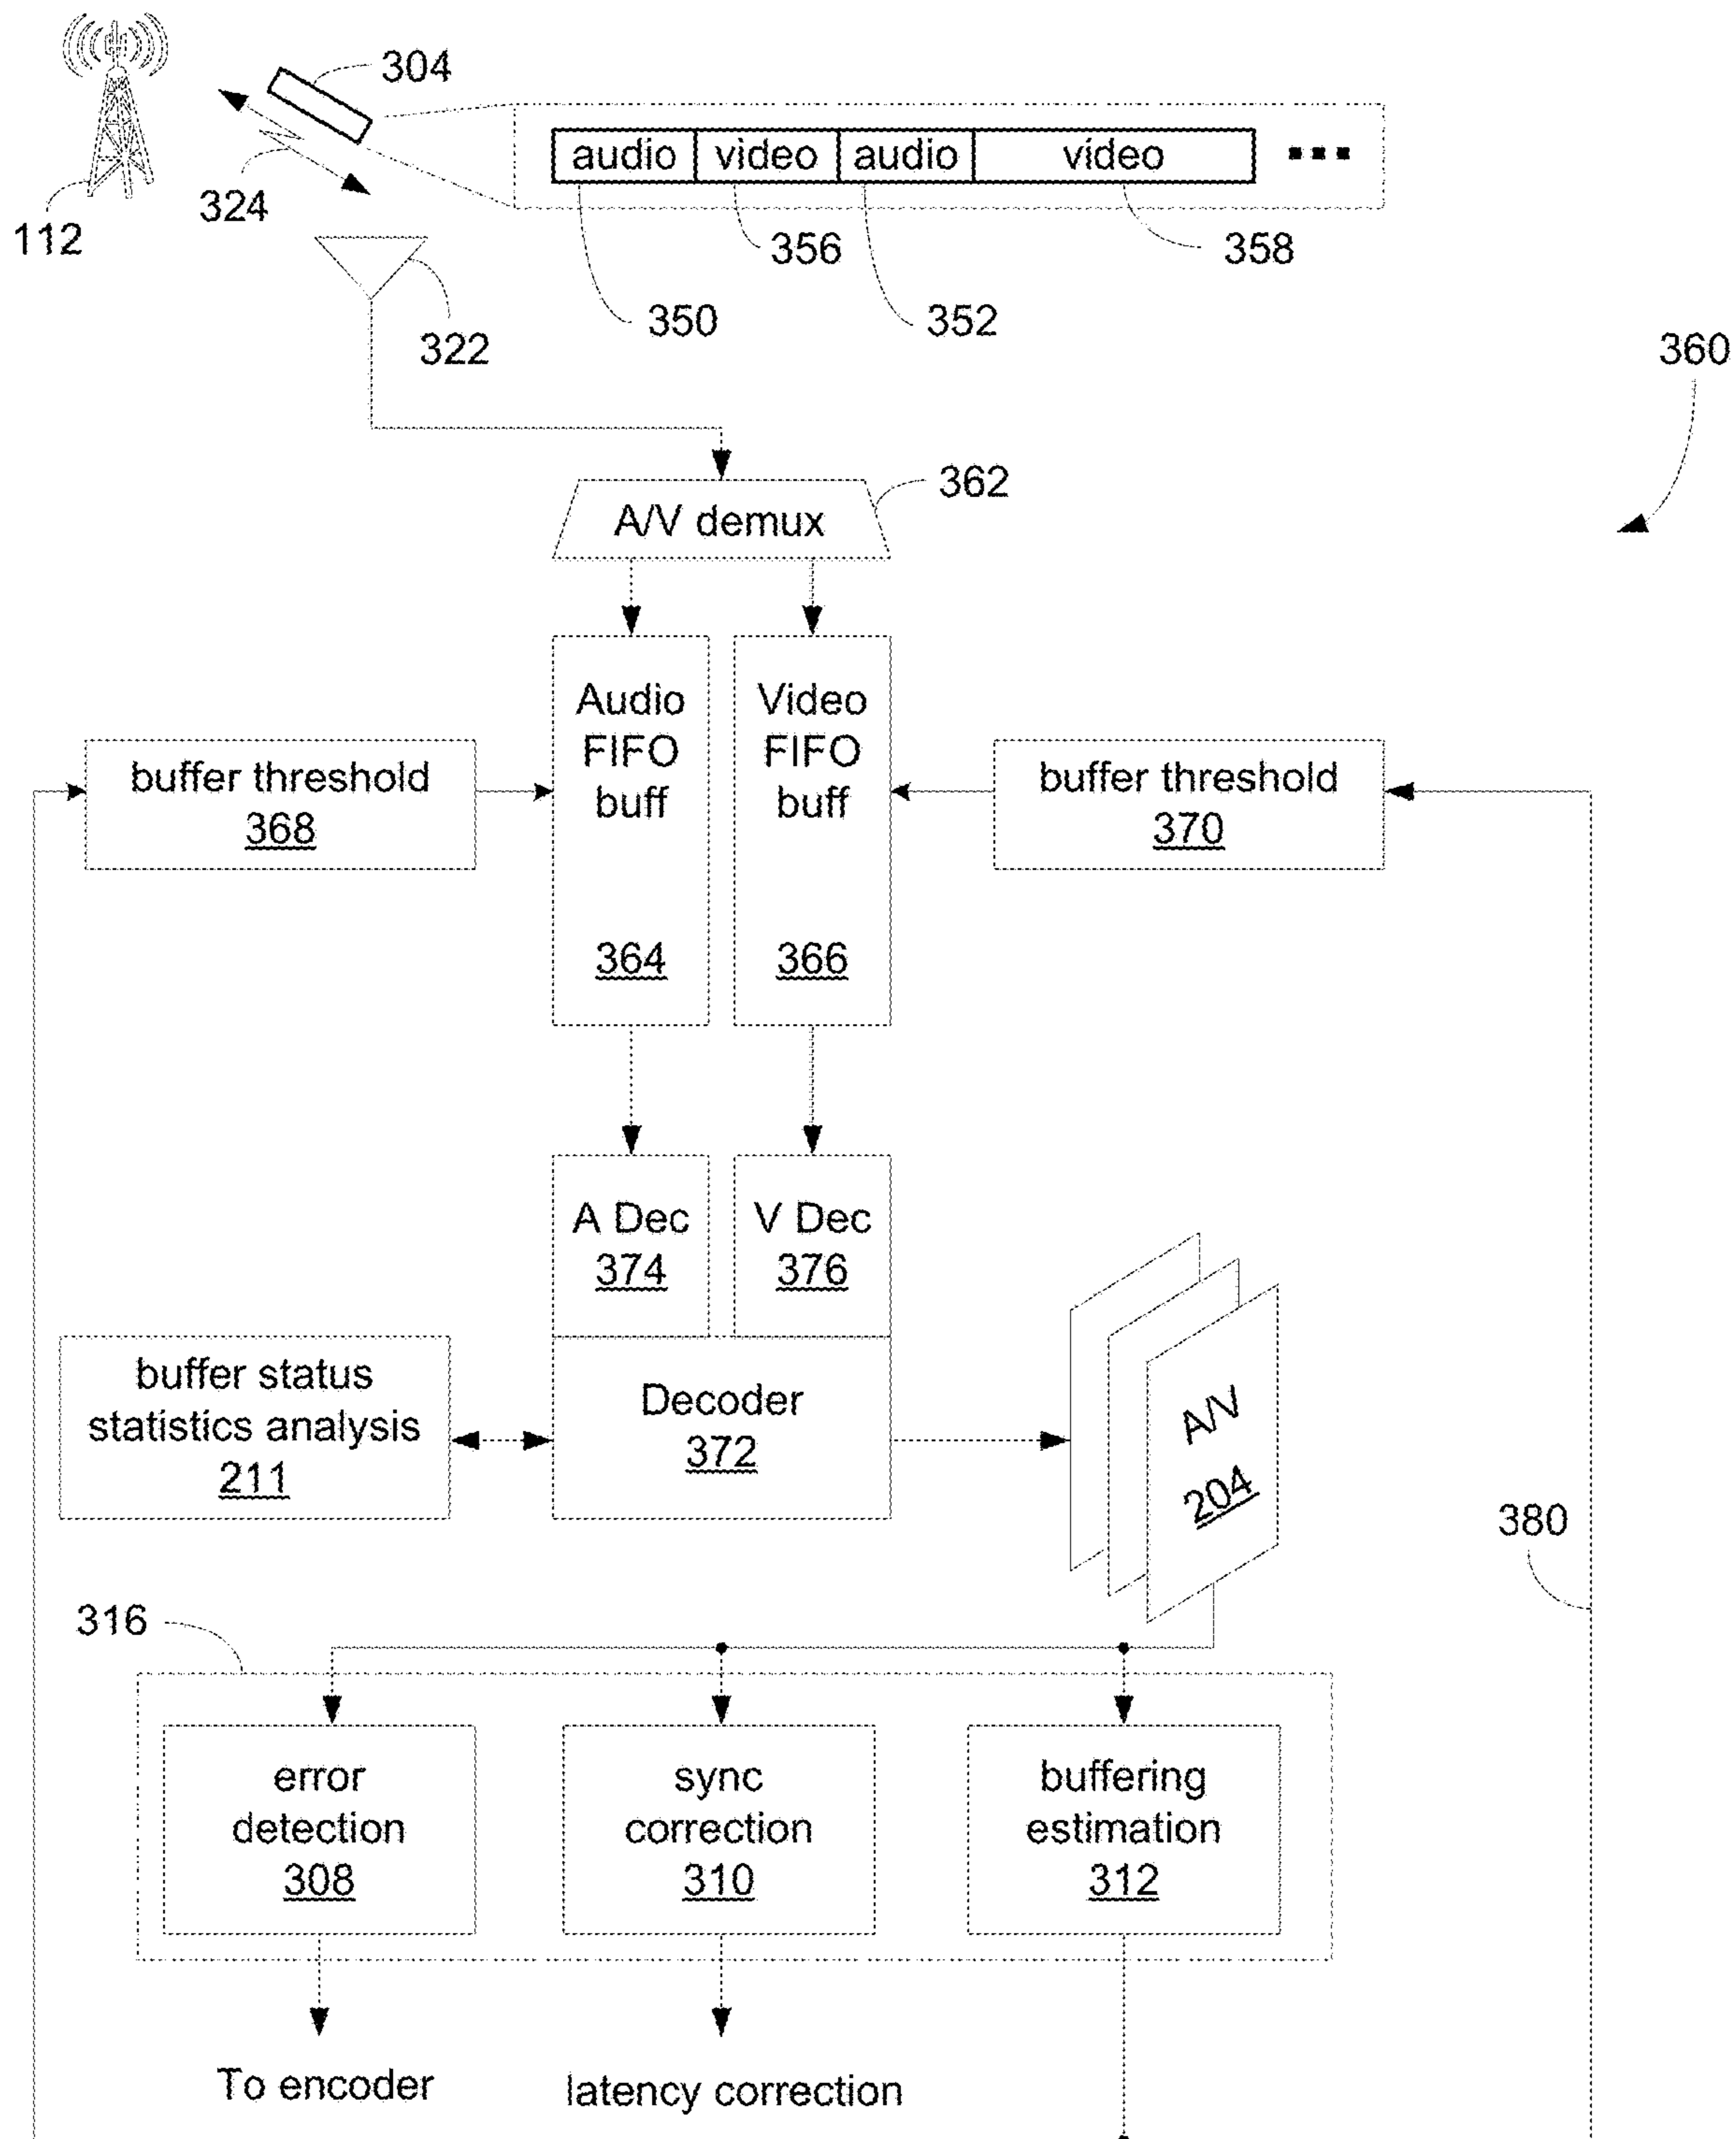 304
audio video audio video ...
324
112
356
358
350
352
322
360
362
A/V demux
Audio
FIFO
buff
364
Video
FIFO
buff
366
buffer threshold
368
buffer threshold
370
A Dec
374
V Dec
376
buffer status
statistics analysis
211
Decoder
372
A/V
204
380
316
error
detection
308
sync
correction
310
buffering
estimation
312
To encoder
latency correction